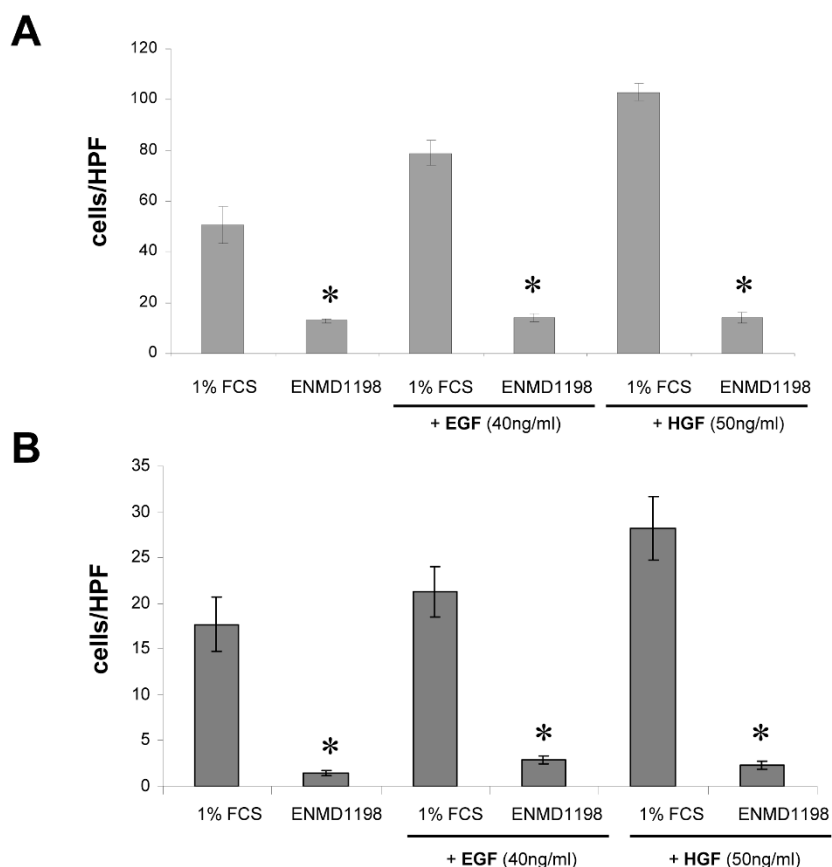 A
120
100
80
60
40
20
0
cells/HPF
*
*
*
1% FCS ENMD1198 1% FCS ENMD1198 1% FCS ENMD1198
+ EGF (40ng/ml) + HGF (50ng/ml)
B
35
30
25
20
15
10
5
0
cells/HPF
*
*
*
1% FCS ENMD1198 1% FCS ENMD1198 1% FCS ENMD1198
+ EGF (40ng/ml) + HGF (50ng/ml)